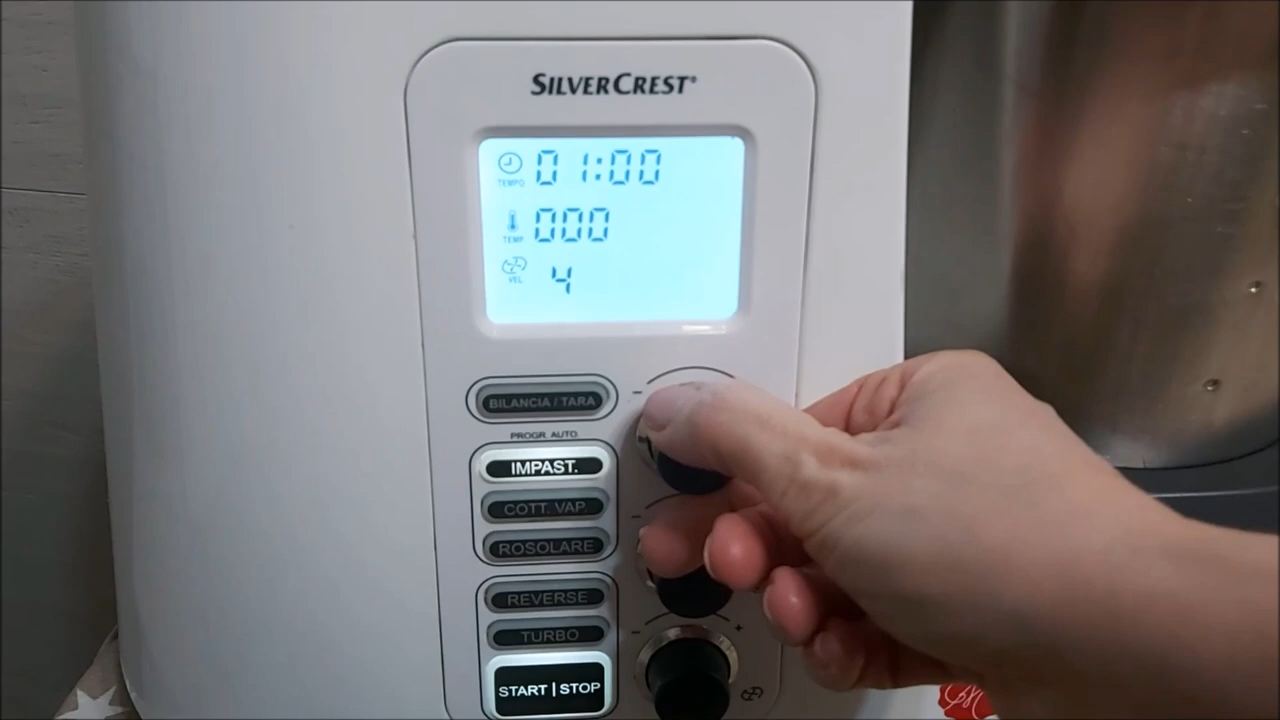 SILVERCREST®
TEMPO 01:00
TEMP 000
VEL 4
BILANCIA / TARA
PROGR. AUTO.
IMPAST.
COTT. VAP.
ROSOLARE
REVERSE
TURBO
START | STOP